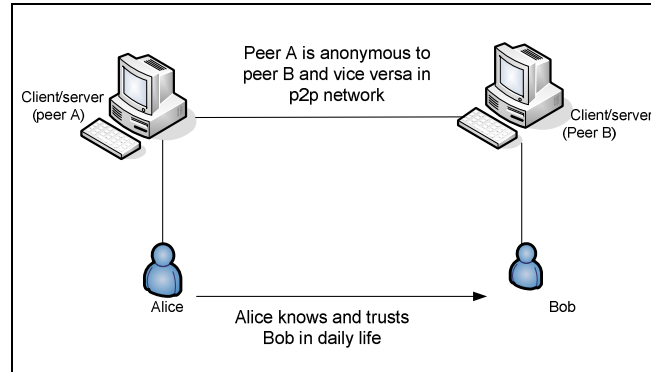 Peer A is anonymous to
peer B and vice versa in
p2p network
Client/server
(peer A)
Client/server
(Peer B)
Alice
Bob
Alice knows and trusts
Bob in daily life